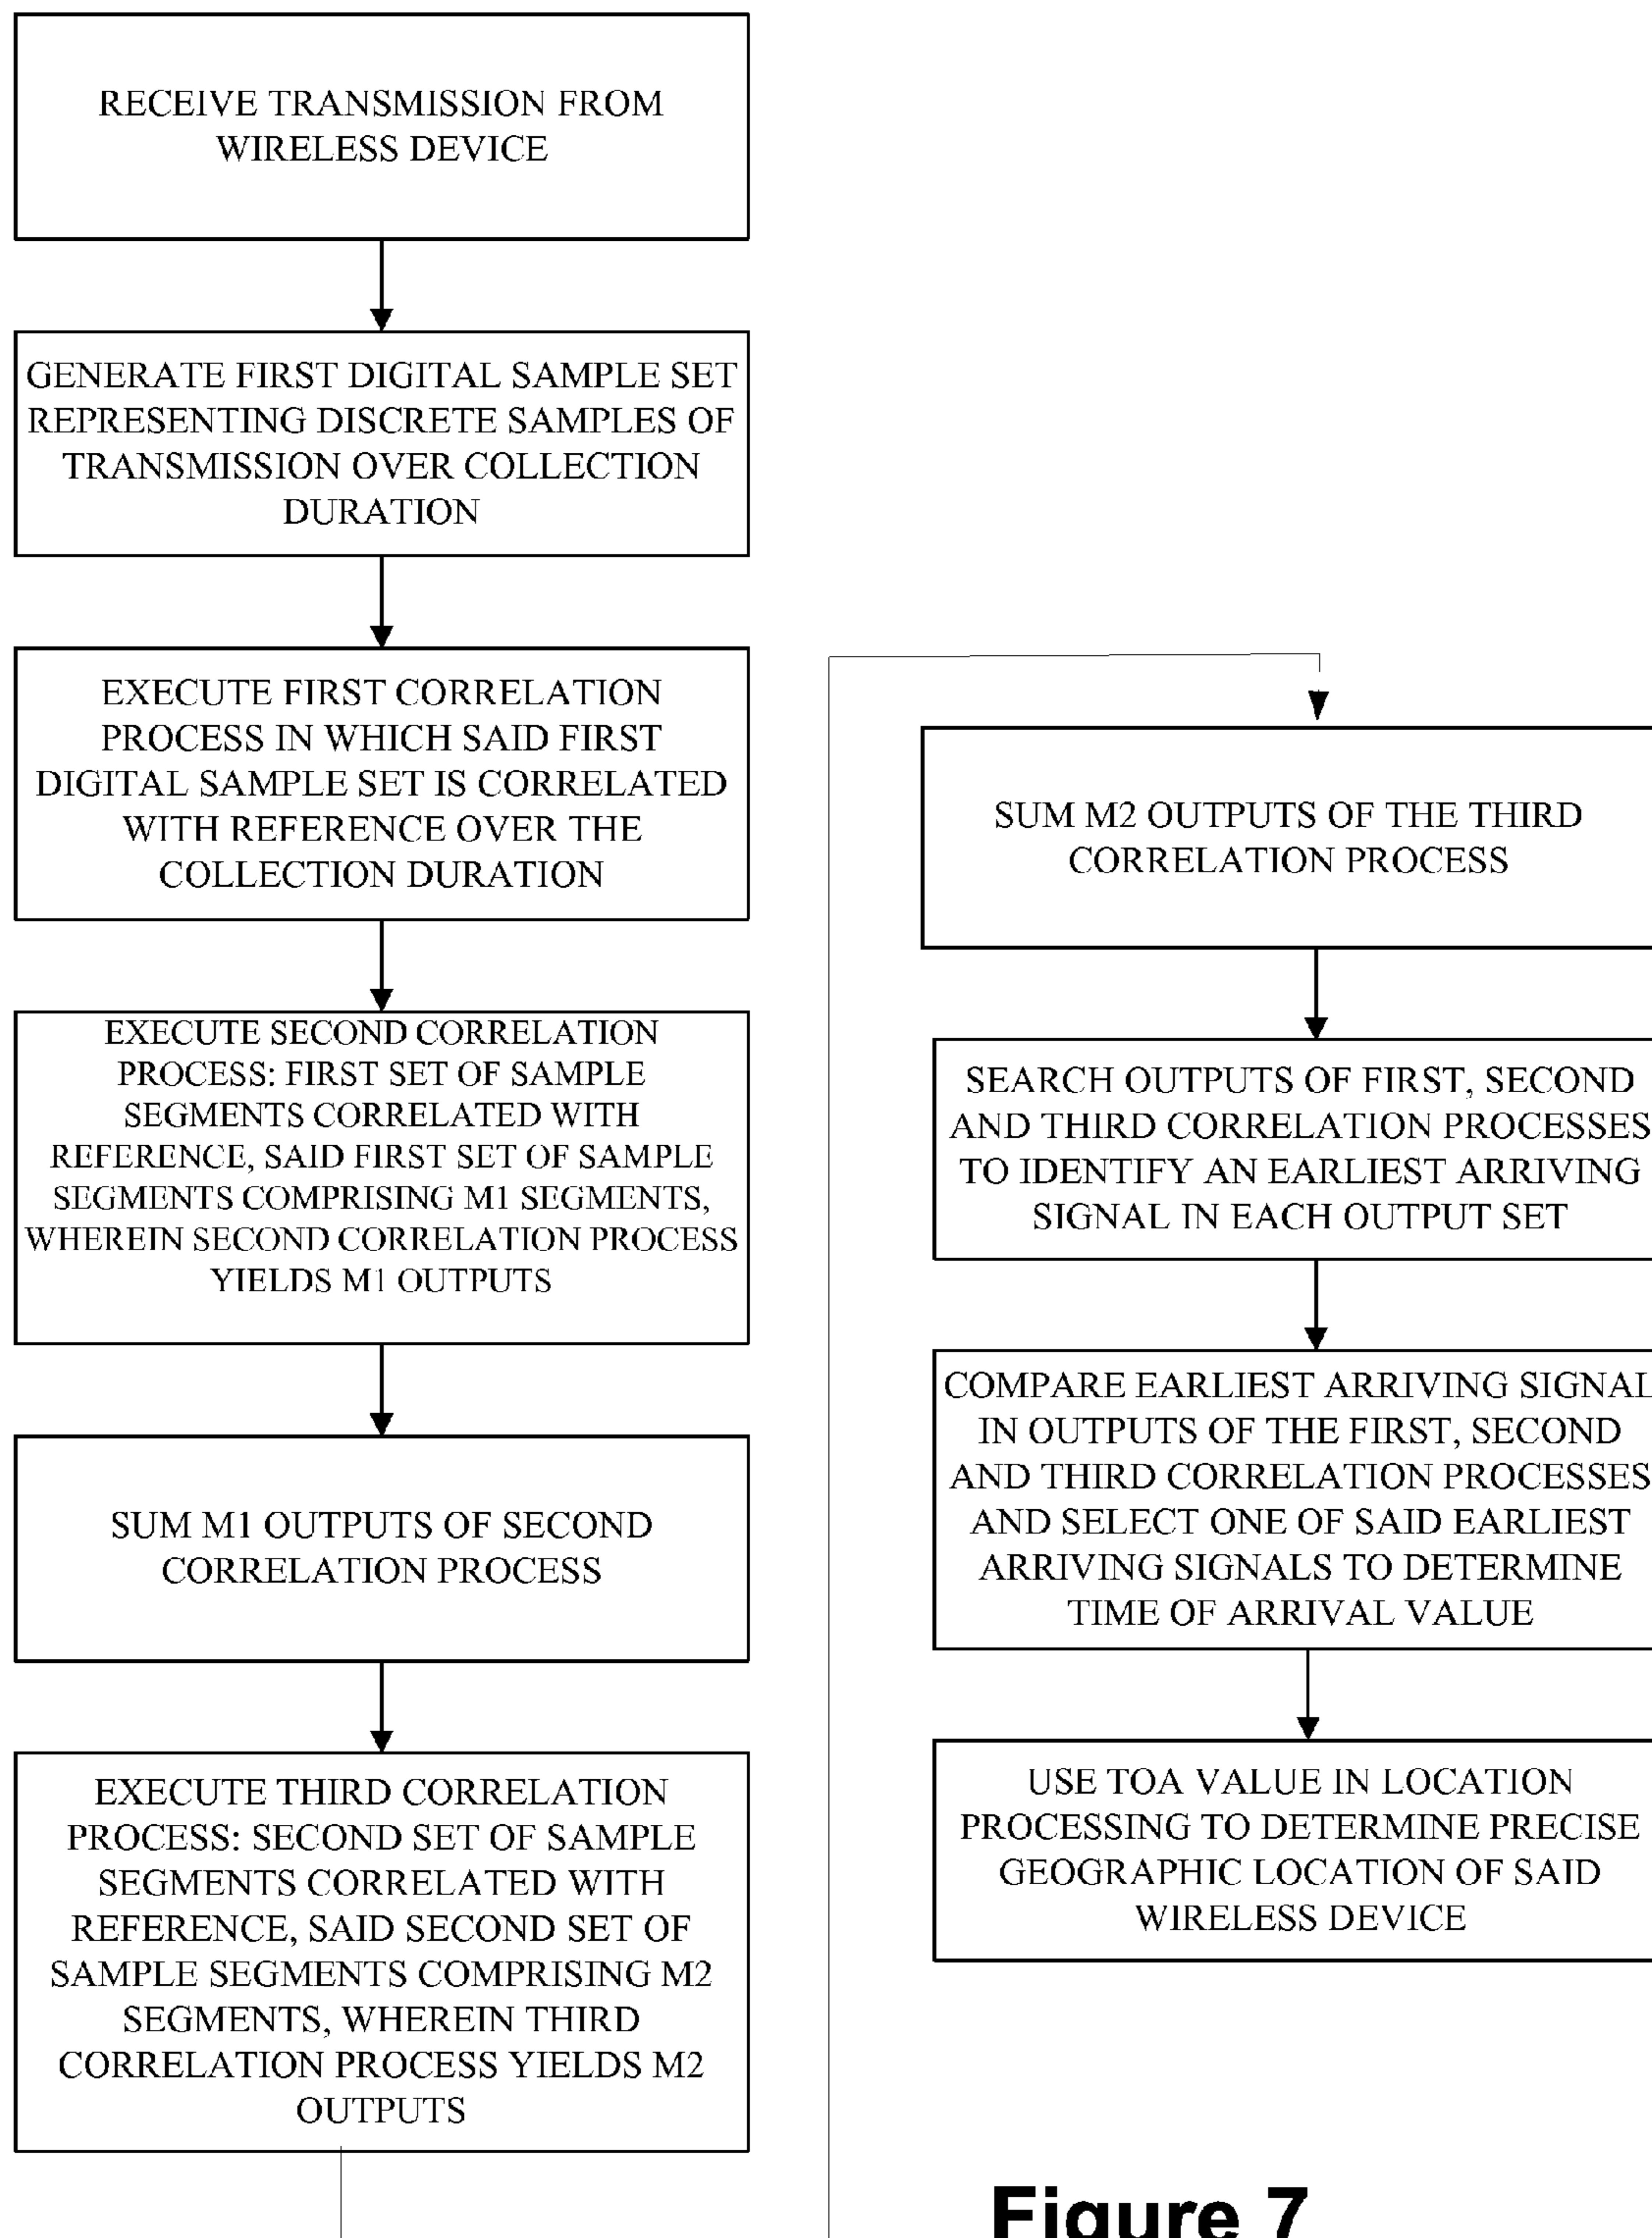 RECEIVE TRANSMISSION FROM
WIRELESS DEVICE
GENERATE FIRST DIGITAL SAMPLE SET
REPRESENTING DISCRETE SAMPLES OF
TRANSMISSION OVER COLLECTION
DURATION
EXECUTE FIRST CORRELATION
PROCESS IN WHICH SAID FIRST
DIGITAL SAMPLE SET IS CORRELATED
WITH REFERENCE OVER THE
COLLECTION DURATION
EXECUTE SECOND CORRELATION
PROCESS: FIRST SET OF SAMPLE
SEGMENTS CORRELATED WITH
REFERENCE, SAID FIRST SET OF SAMPLE
SEGMENTS COMPRISING M1 SEGMENTS,
WHEREIN SECOND CORRELATION PROCESS
YIELDS M1 OUTPUTS
SUM M1 OUTPUTS OF SECOND
CORRELATION PROCESS
EXECUTE THIRD CORRELATION
PROCESS: SECOND SET OF SAMPLE
SEGMENTS CORRELATED WITH
REFERENCE, SAID SECOND SET OF
SAMPLE SEGMENTS COMPRISING M2
SEGMENTS, WHEREIN THIRD
CORRELATION PROCESS YIELDS M2
OUTPUTS
SUM M2 OUTPUTS OF THE THIRD
CORRELATION PROCESS
SEARCH OUTPUTS OF FIRST, SECOND
AND THIRD CORRELATION PROCESSES
TO IDENTIFY AN EARLIEST ARRIVING
SIGNAL IN EACH OUTPUT SET
COMPARE EARLIEST ARRIVING SIGNAL
IN OUTPUTS OF THE FIRST, SECOND
AND THIRD CORRELATION PROCESSES
AND SELECT ONE OF SAID EARLIEST
ARRIVING SIGNALS TO DETERMINE
TIME OF ARRIVAL VALUE
USE TOA VALUE IN LOCATION
PROCESSING TO DETERMINE PRECISE
GEOGRAPHIC LOCATION OF SAID
WIRELESS DEVICE
Figure 7